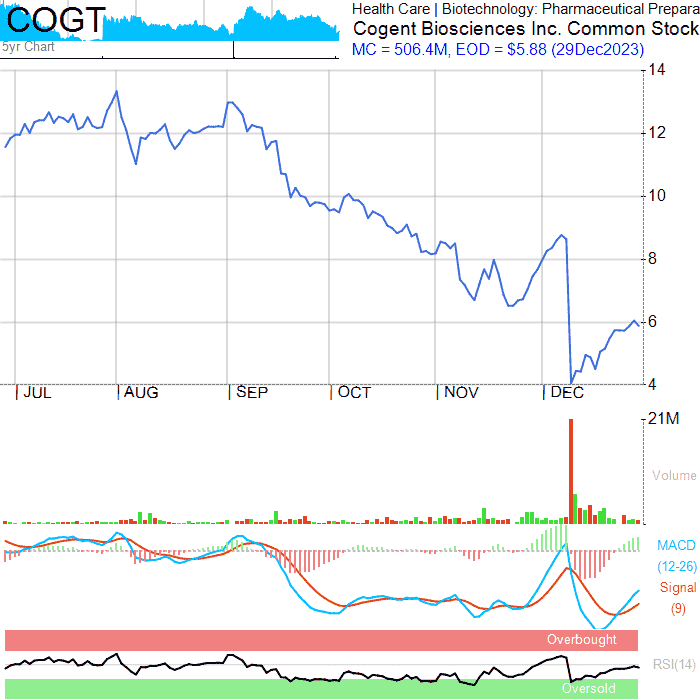 COGT
5yr Chart
Health Care | Biotechnology: Pharmaceutical Prepara
Cogent Biosciences Inc. Common Stock
MC = 506.4M, EOD = $5.88 (29Dec2023)
14
12
10
8
6
4
JUL AUG SEP OCT NOV DEC
21M
Volume
MACD
(12-26)
Signal
(9)
Overbought
RSI(14)
Oversold